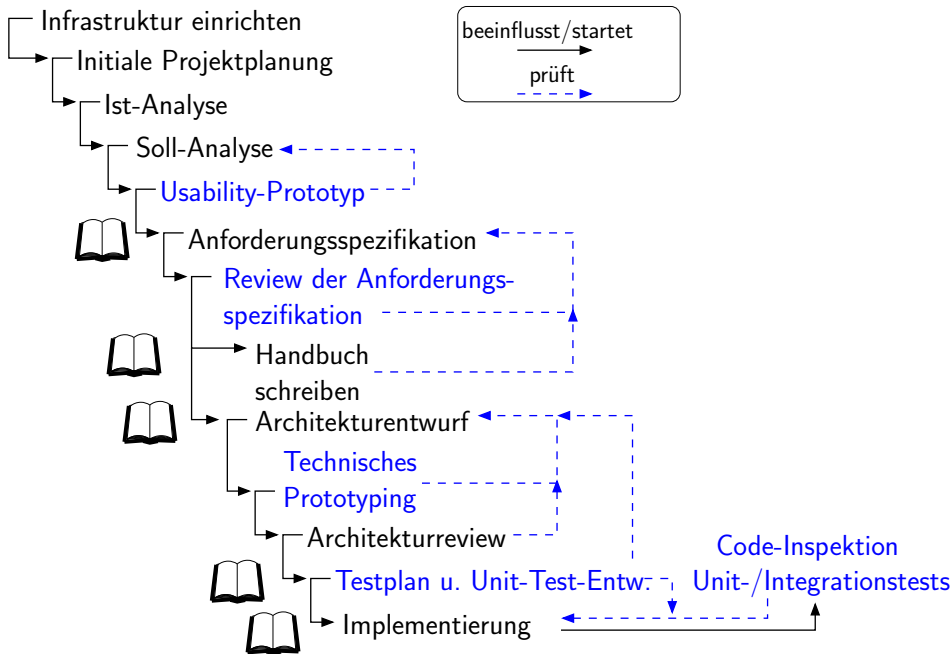 Infrastruktur einrichten
beeinflusst/startet
Initiale Projektplanung
prüft
Ist-Analyse
Soll-Analyse
Usability-Prototyp
Anforderungsspezifikation
Review der Anforderungs-
spezifikation
Handbuch
schreiben
Architekturentwurf
Technisches
Prototyping
Architekturreview
Code-Inspektion
Testplan u. Unit-Test-Entw.
Unit-/Integrationstests
Implementierung